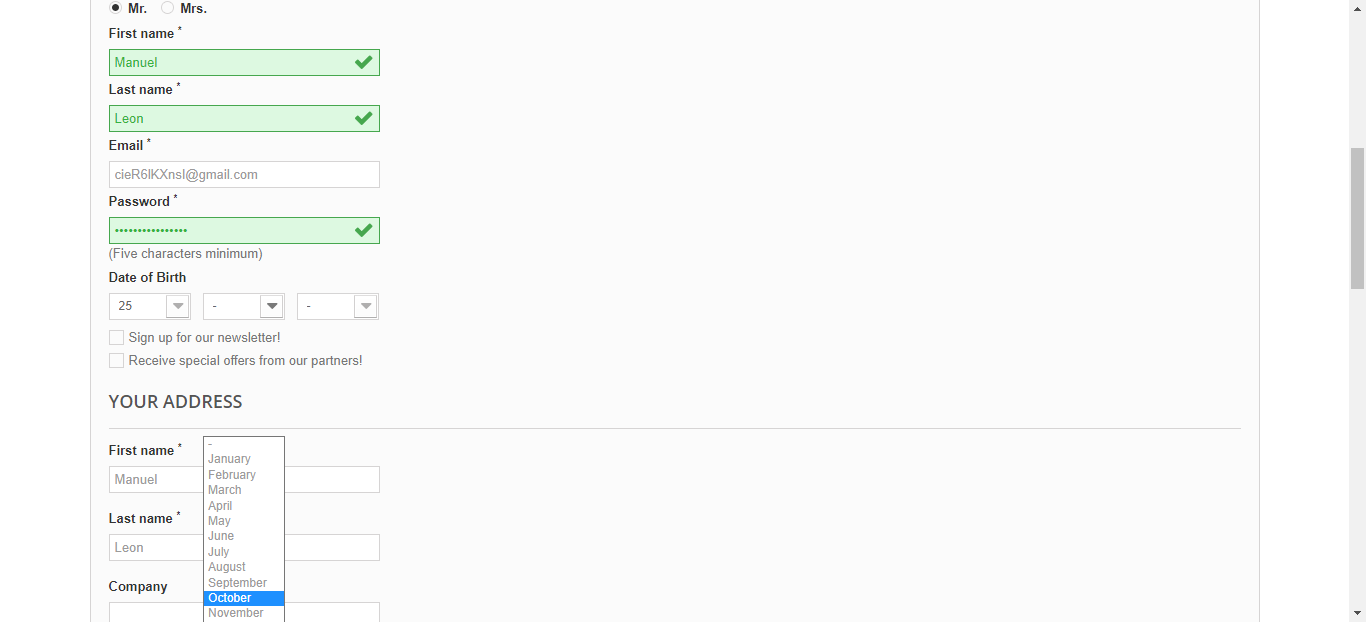 Mr. Mrs.
First name *
Manuel
Last name *
Leon
Email *
cieR6lKXnsl@gmail.com
Password *
••••••••••••••••
(Five characters minimum)
Date of Birth
25 - -
Sign up for our newsletter!
Receive special offers from our partners!
YOUR ADDRESS
First name *
Manuel
Last name *
Leon
Company
-
January
February
March
April
May
June
July
August
September
October
November